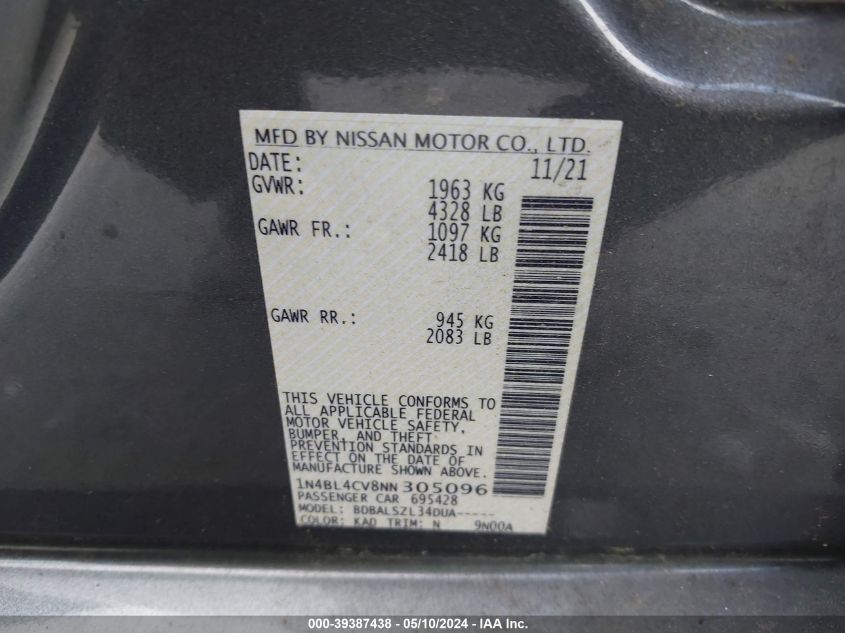 MFD BY NISSAN MOTOR CO., LTD.
DATE: 11/21
GVWR: 1963 KG
4328 LB
GAWR FR.: 1097 KG
2418 LB
GAWR RR.: 945 KG
2083 LB
THIS VEHICLE CONFORMS TO
ALL APPLICABLE FEDERAL
MOTOR VEHICLE SAFETY,
BUMPER, AND THEFT
PREVENTION STANDARDS IN
EFFECT ON THE DATE OF
MANUFACTURE SHOWN ABOVE.
1N4BL4CV8NN305096
PASSENGER CAR 695428
MODEL: BDBALSZL34DUA-----
COLOR: KAD TRIM: N 9N00A
000-39387438 - 05/10/2024 - IAA Inc.